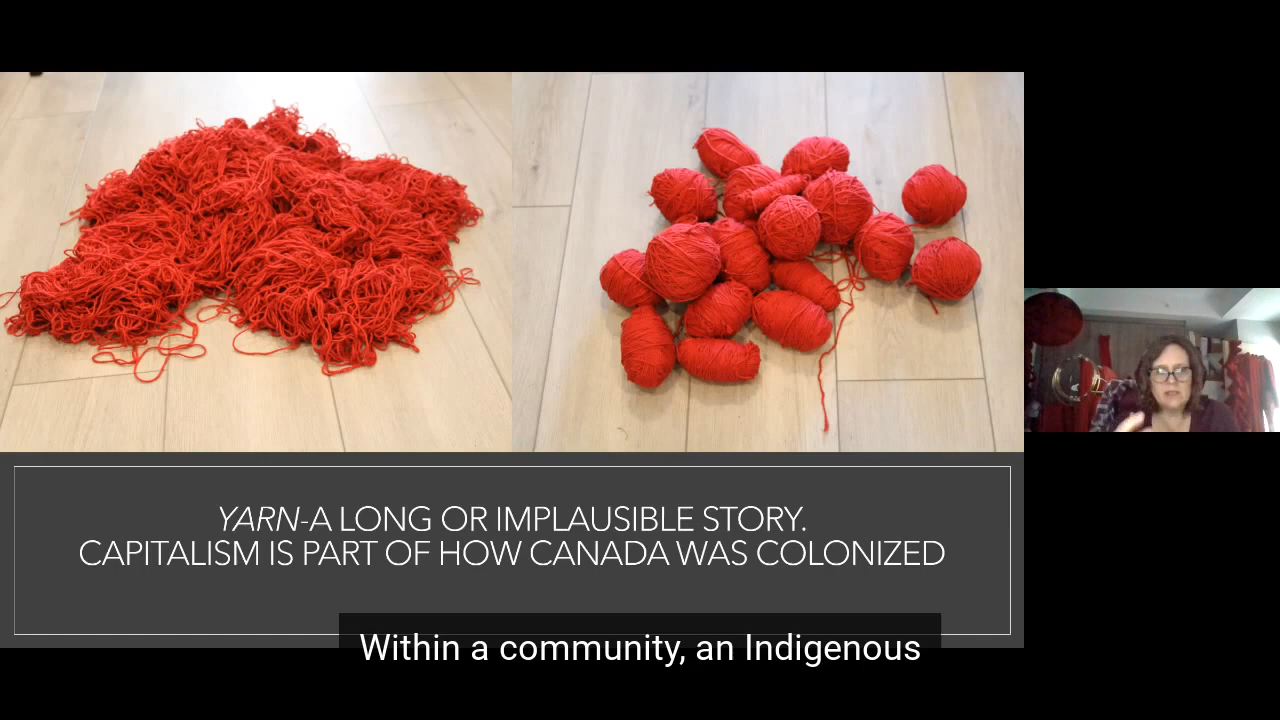 YARN-A LONG OR IMPLAUSIBLE STORY.
CAPITALISM IS PART OF HOW CANADA WAS COLONIZED
Within a community, an Indigenous